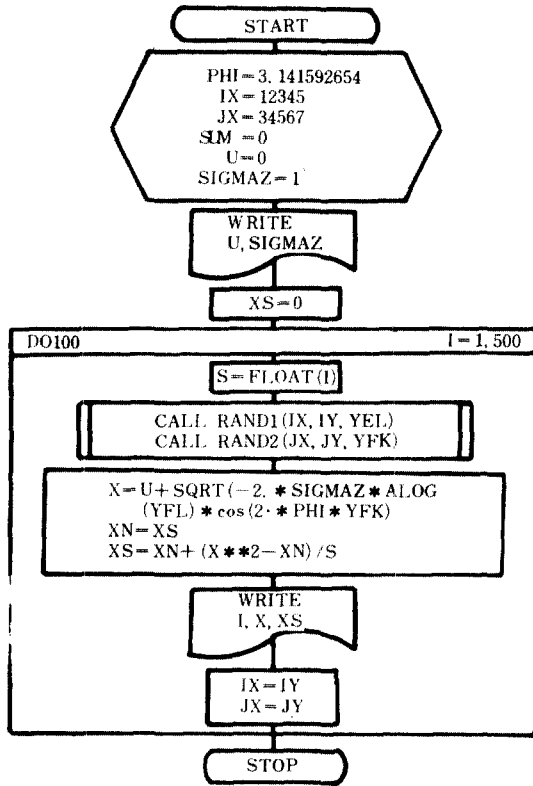 START
PHI=3.141592654
IX=12345
JX=34567
SUM =0
U=0
SIGMAZ=1
WRITE
U, SIGMAZ
XS=0
DO100 I=1,500
S=FLOAT(I)
CALL RAND1(IX, IY, YEL)
CALL RAND2(JX, JY, YFK)
X=U+SQRT(-2. *SIGMAZ*ALOG
(YFL) *cos(2·*PHI*YFK)
XN=XS
XS=XN+(X**2-XN)/S
WRITE
I, X, XS
IX=IY
JX=JY
STOP